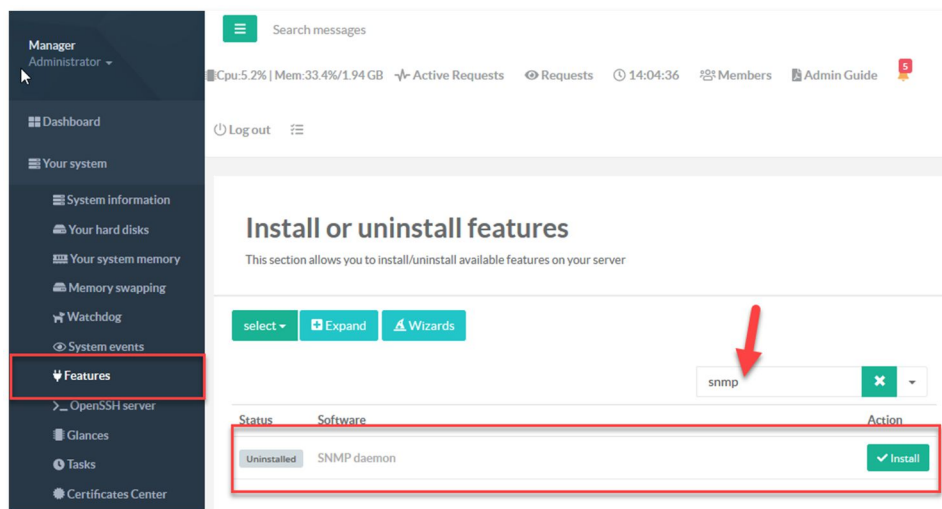 Manager
Administrator
Dashboard
Your system
System information
Your hard disks
Your system memory
Memory swapping
Watchdog
System events
Features
OpenSSH server
Glances
Tasks
Certificates Center
Search messages
Cpu:5.2% | Mem:33.4%/1.94 GB Active Requests Requests 14:04:36 Members Admin Guide 5
Log out
Install or uninstall features
This section allows you to install/uninstall available features on your server
select Expand Wizards
snmp
Status Software Action
Uninstalled SNMP daemon Install